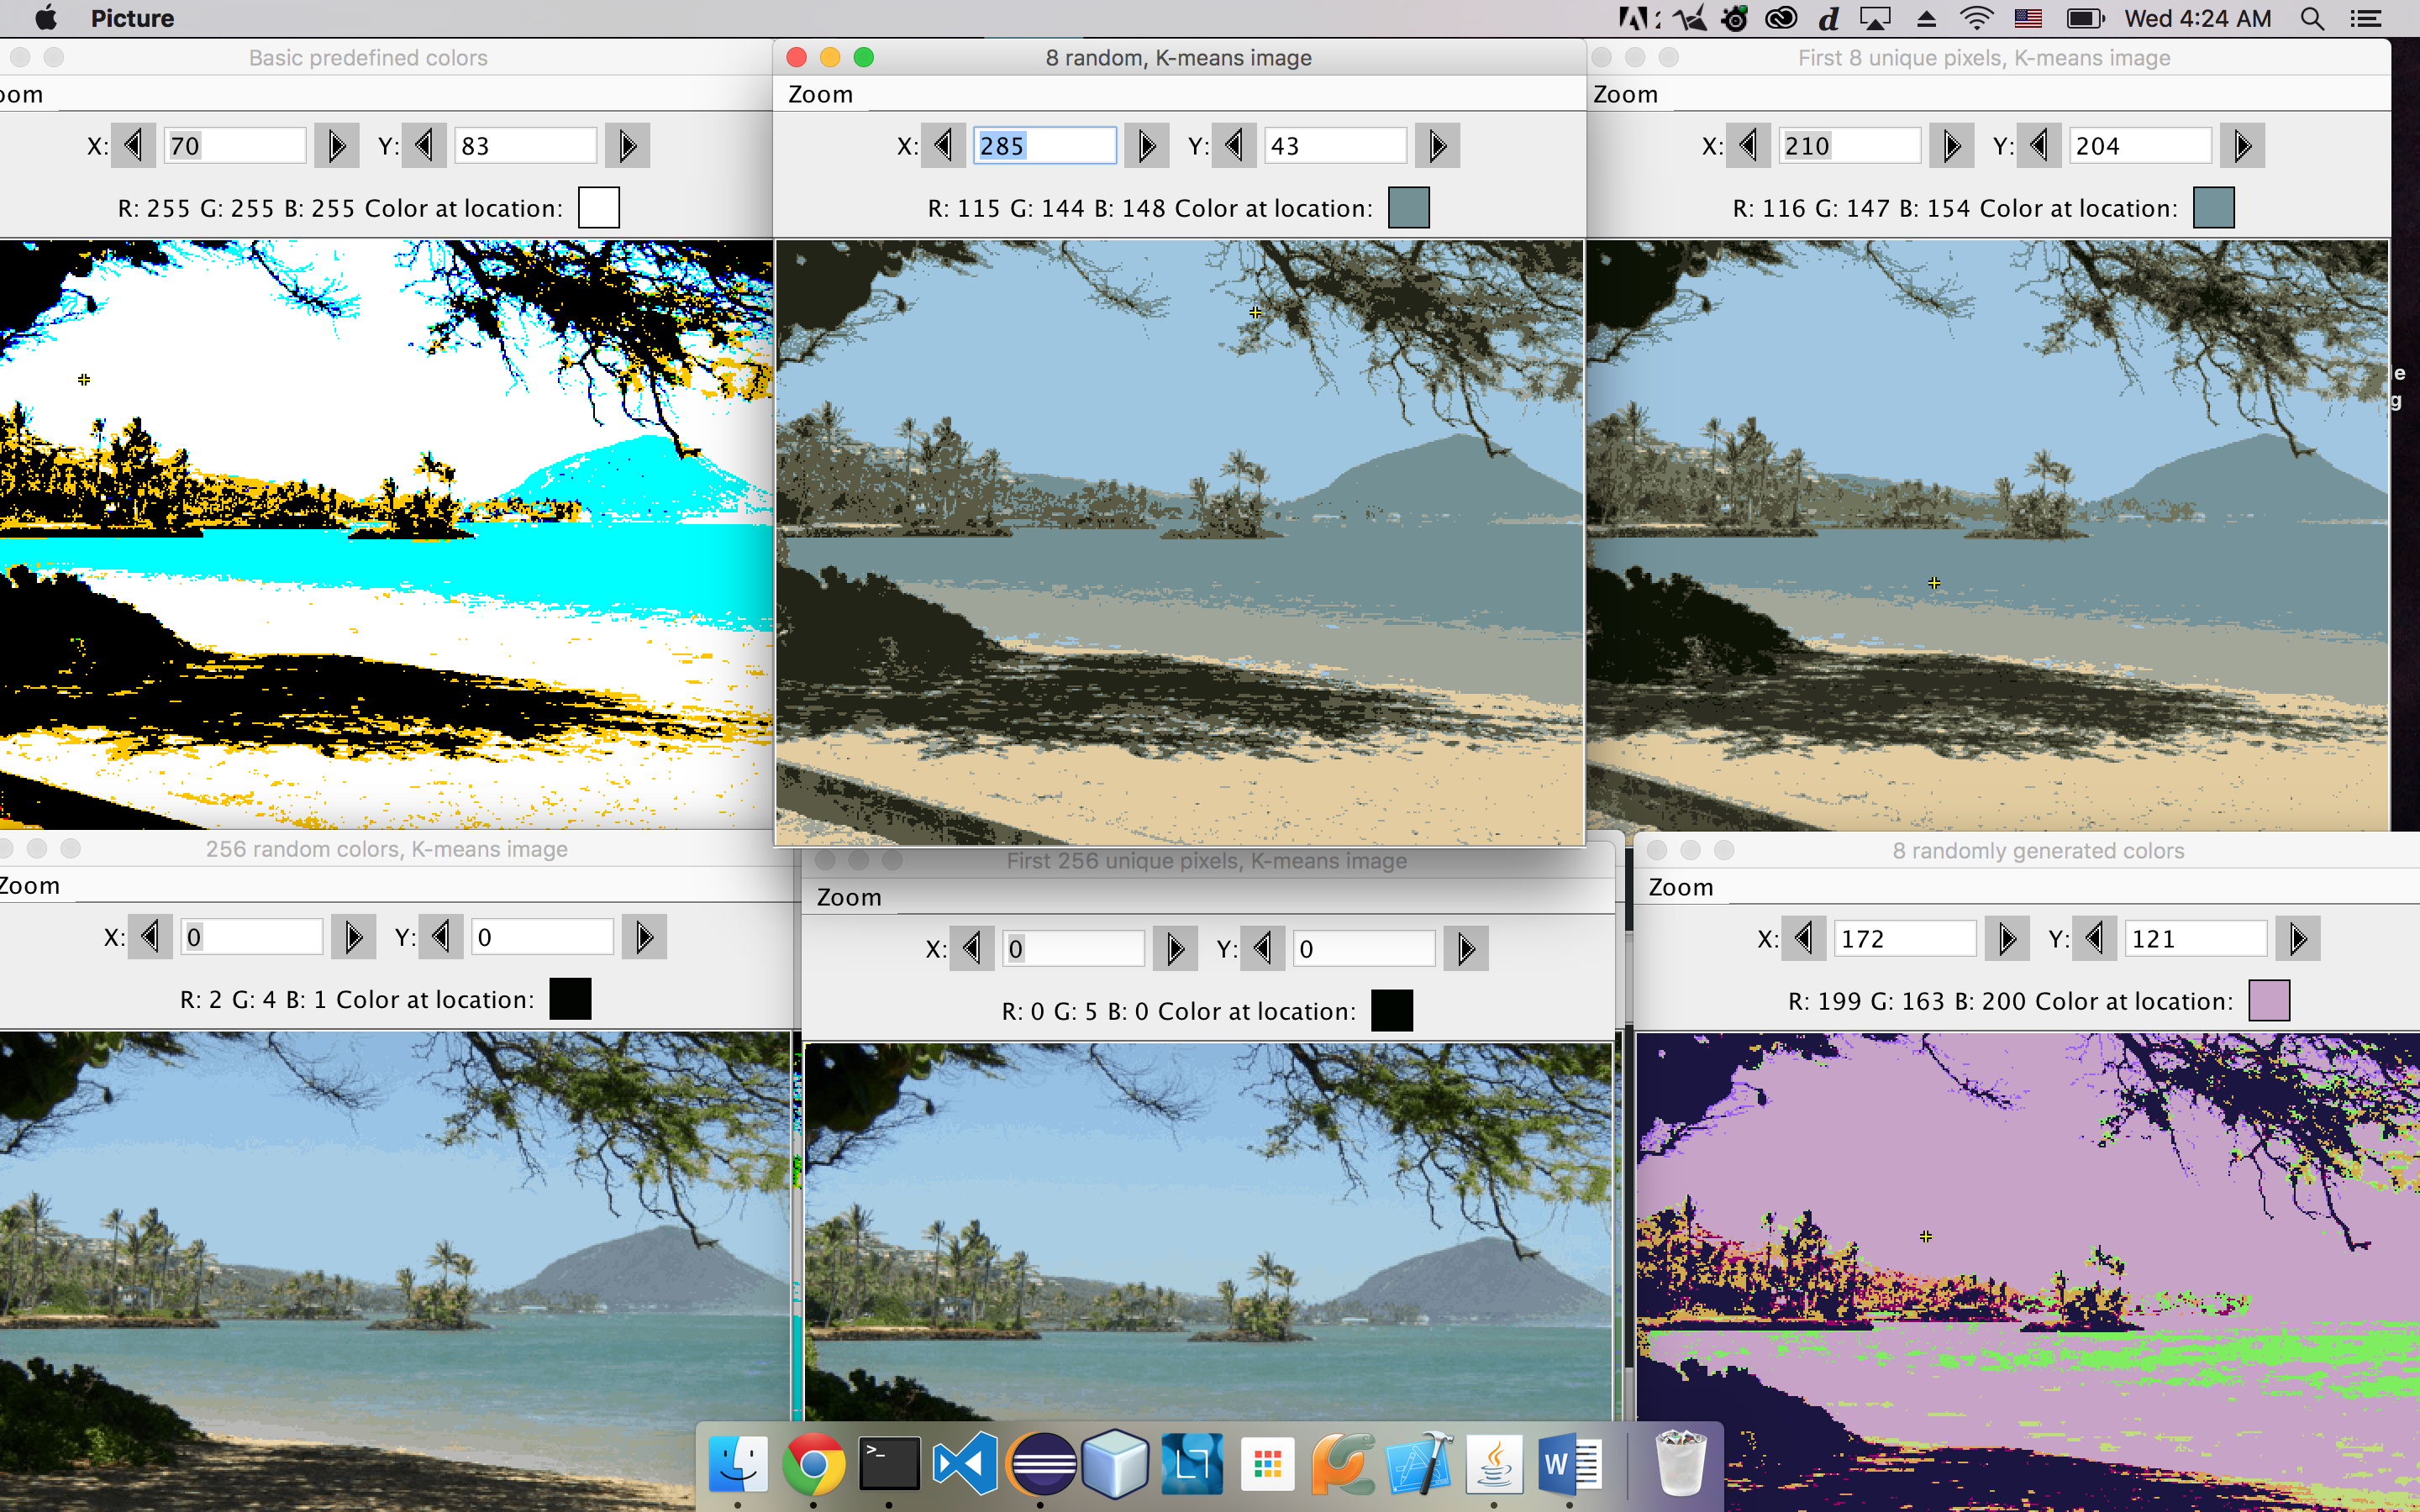 Picture
Wed 4:24 AM
Basic predefined colors
oom
X: 70 Y: 83
R: 255 G: 255 B: 255 Color at location:
8 random, K-means image
Zoom
X: 285 Y: 43
R: 115 G: 144 B: 148 Color at location:
First 8 unique pixels, K-means image
Zoom
X: 210 Y: 204
R: 116 G: 147 B: 154 Color at location:
le
g
256 random colors, K-means image
Zoom
X: 0 Y: 0
R: 2 G: 4 B: 1 Color at location:
First 256 unique pixels, K-means image
Zoom
X: 0 Y: 0
R: 0 G: 5 B: 0 Color at location:
8 randomly generated colors
Zoom
X: 172 Y: 121
R: 199 G: 163 B: 200 Color at location: